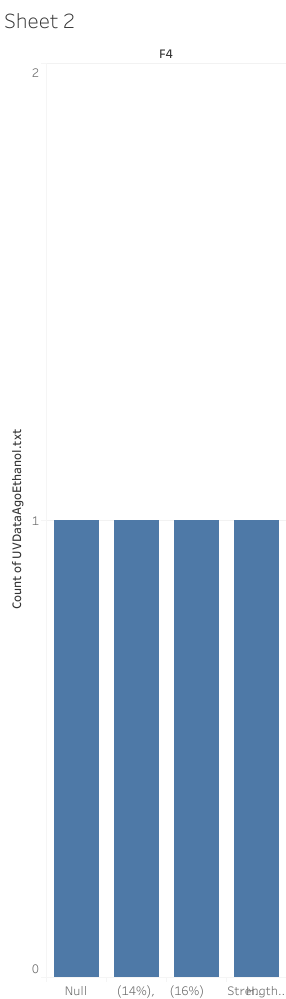 Sheet 2
F4
2
Count of UVDataAgoEthanol.txt
1
0
Null (14%), (16%)